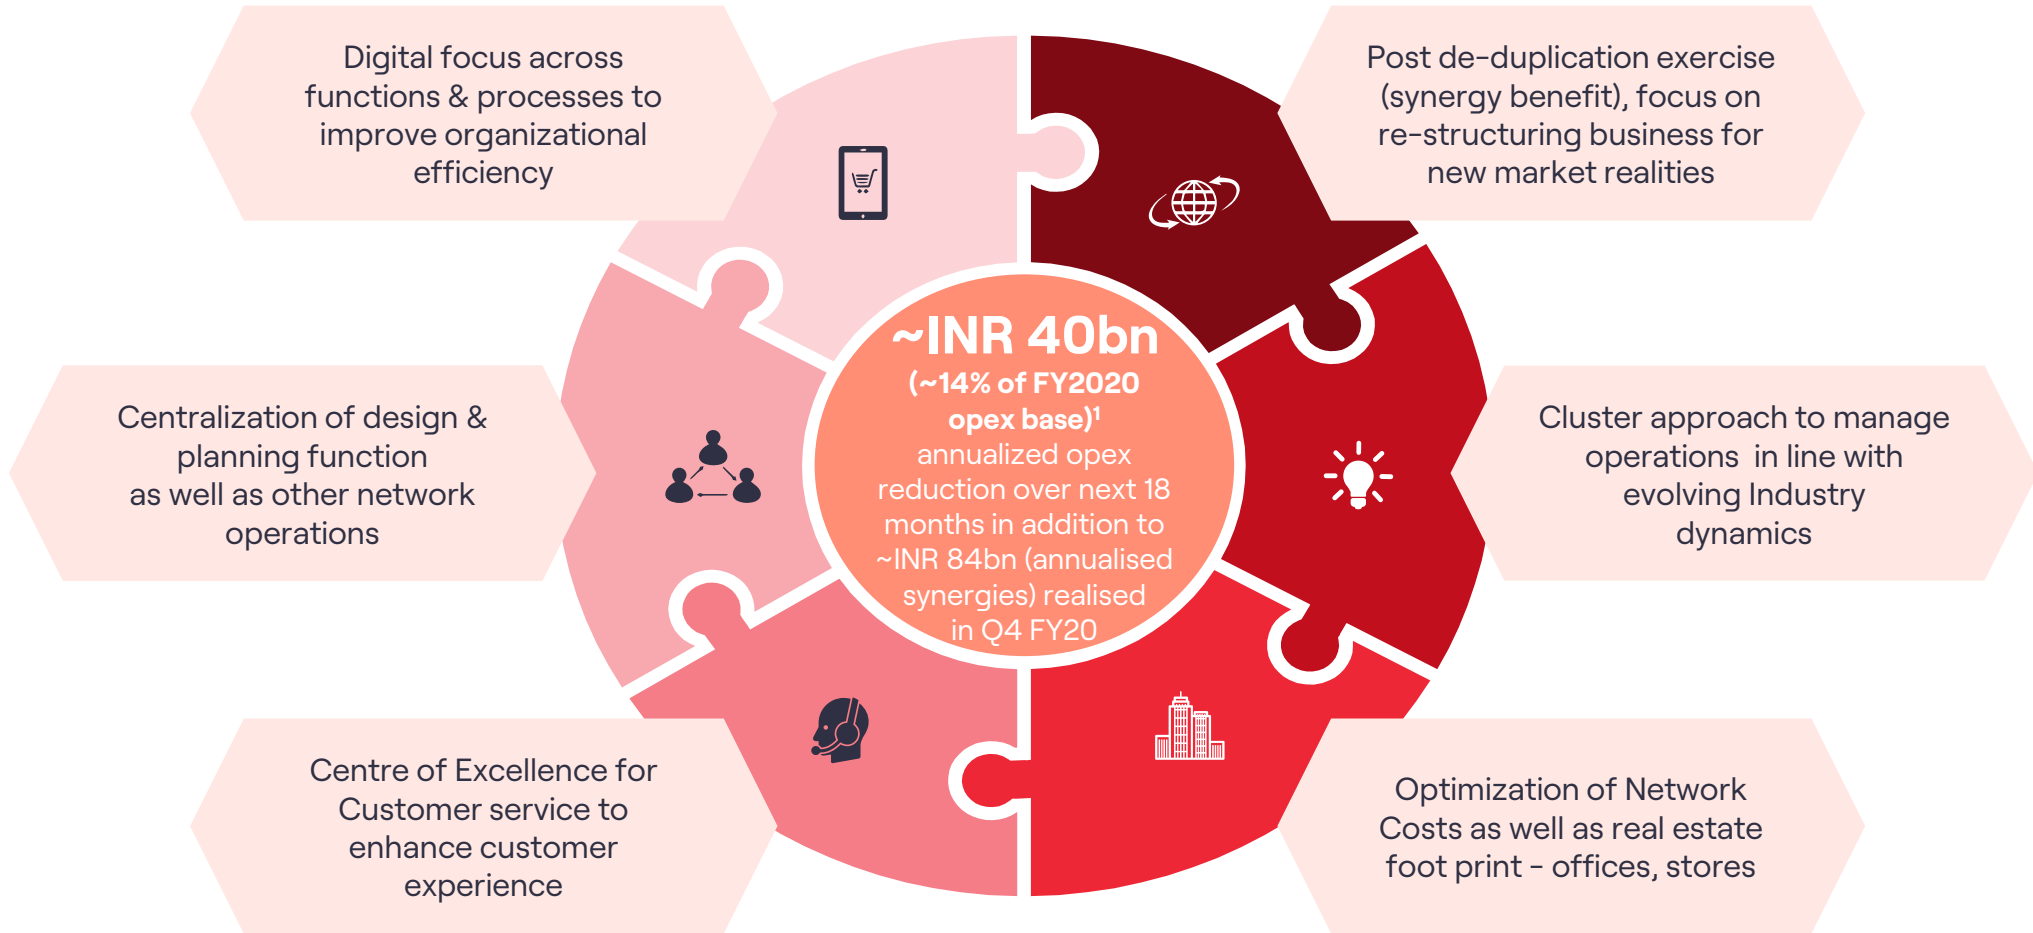 Digital focus across
functions & processes to
improve organizational
efficiency
Post de-duplication exercise
(synergy benefit), focus on
re-structuring business for
new market realities
Centralization of design &
planning function
as well as other network
operations
~INR 40bn
(~14% of FY2020
opex base)¹
annualized opex
reduction over next 18
months in addition to
~INR 84bn (annualised
synergies) realised
in Q4 FY20
Cluster approach to manage
operations  in line with
evolving Industry
dynamics
Centre of Excellence for
Customer service to
enhance customer
experience
Optimization of Network
Costs as well as real estate
foot print – offices, stores